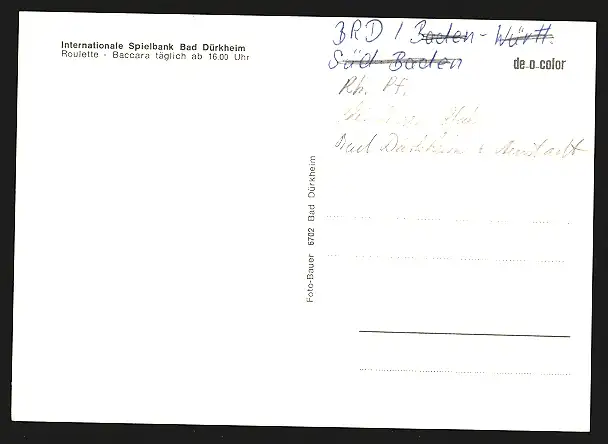 Internationale Spielbank Bad Dürkheim
Roulette - Baccara täglich ab 16.00 Uhr
BRD / Baden - Württ.
Süd Baden
de-o-color
Rh. Pf.
Bad Dürkheim
Foto-Bauer 6702 Bad Dürkheim